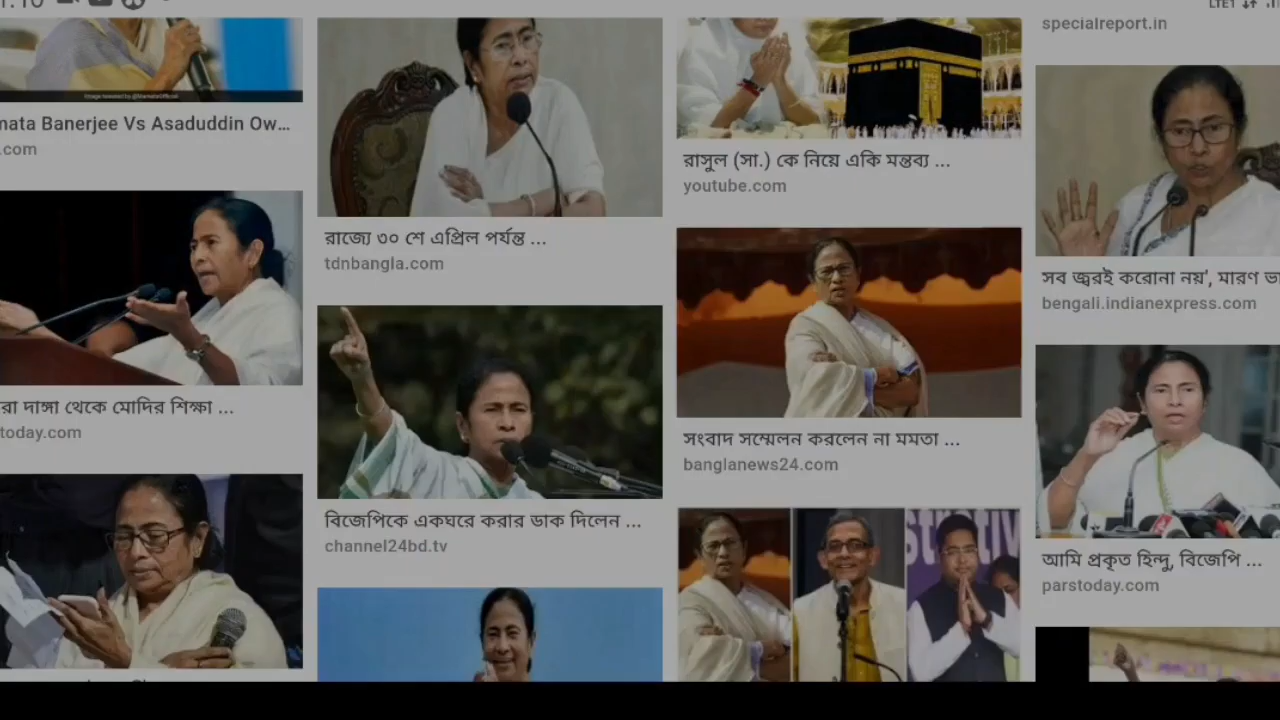 LTE1
mata Banerjee Vs Asaduddin Ow...
.com
রা দাঙ্গা থেকে মোদির শিক্ষা ...
today.com
রাজ্যে ৩০ শে এপ্রিল পর্যন্ত ...
tdnbangla.com
বিজেপিকে একঘরে করার ডাক দিলেন ...
channel24bd.tv
রাসুল (সা.) কে নিয়ে একি মন্তব্য ...
youtube.com
সংবাদ সম্মেলন করলেন না মমতা ...
banglanews24.com
specialreport.in
সব জ্বরই করোনা নয়', মারণ
bengali.indianexpress.com
আমি প্রকৃত হিন্দু, বিজেপি ...
parstoday.com